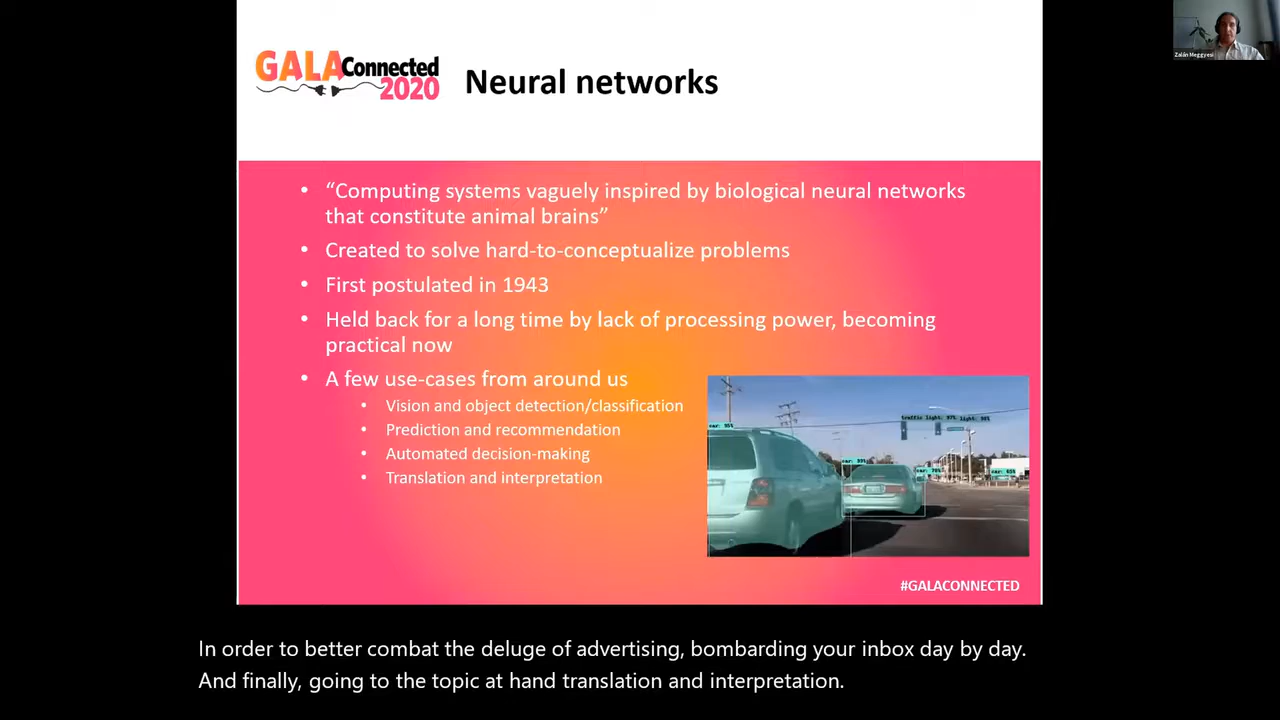 GALA Connected
2020
Neural networks
Zalán Meggyesi
• “Computing systems vaguely inspired by biological neural networks
that constitute animal brains”
• Created to solve hard-to-conceptualize problems
• First postulated in 1943
• Held back for a long time by lack of processing power, becoming
practical now
• A few use-cases from around us
• Vision and object detection/classification
• Prediction and recommendation
• Automated decision-making
• Translation and interpretation
#GALACONNECTED
In order to better combat the deluge of advertising, bombarding your inbox day by day.
And finally, going to the topic at hand translation and interpretation.